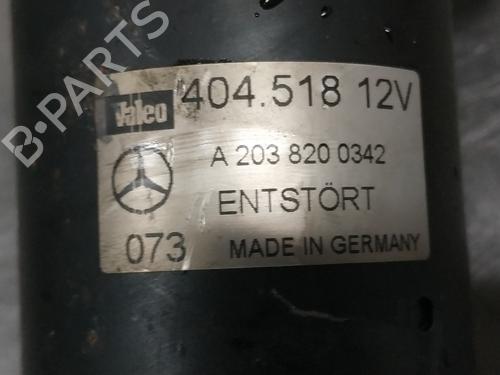 B-PARTS
Valeo 404.518 12V
A 203 820 0342
ENTSTÖRT
073 MADE IN GERMANY